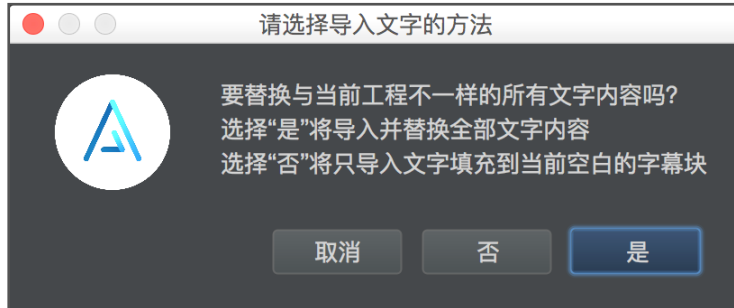 请选择导入文字的方法
要替换与当前工程不一样的所有文字内容吗?
选择“是”将导入并替换全部文字内容
选择“否”将只导入文字填充到当前空白的字幕块
取消
否
是